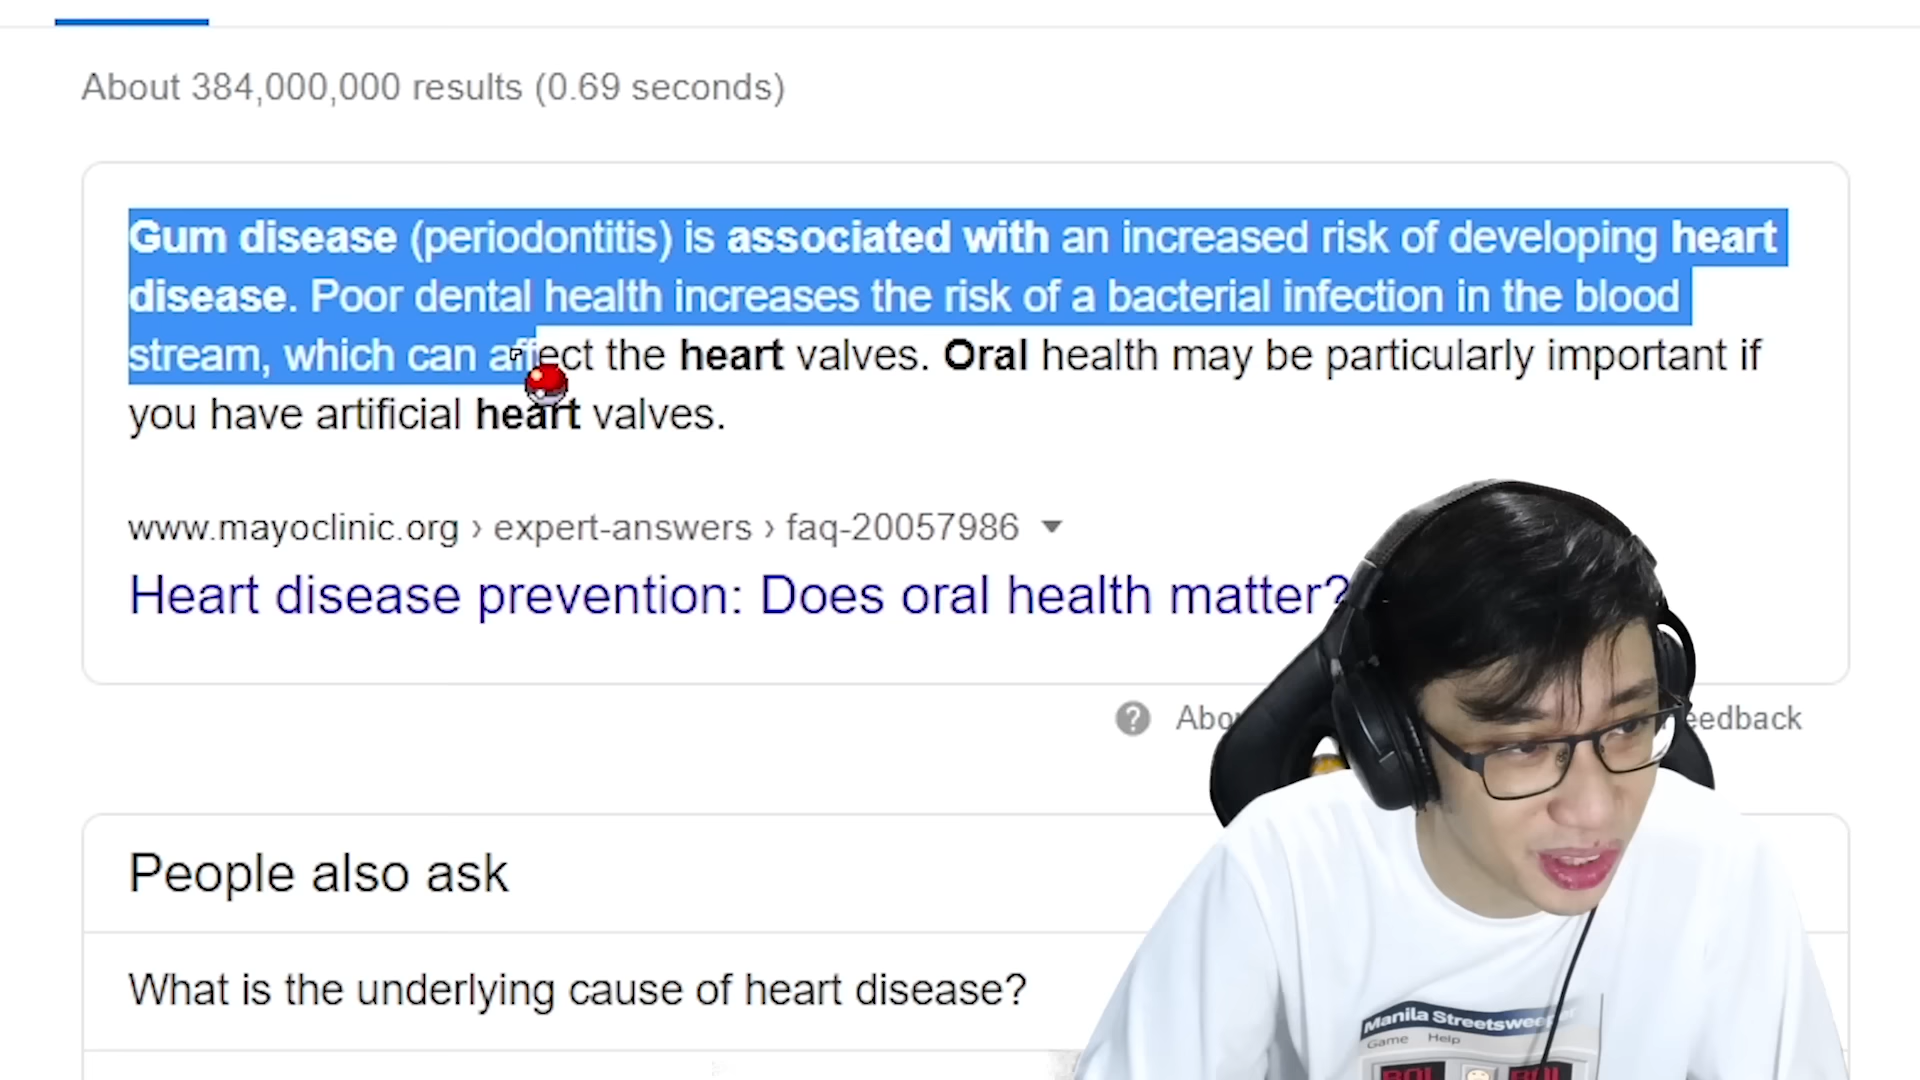 About 384,000,000 results (0.69 seconds)
Gum disease (periodontitis) is associated with an increased risk of developing heart
disease. Poor dental health increases the risk of a bacterial infection in the blood
stream, which can affect the heart valves. Oral health may be particularly important if
you have artificial heart valves.
www.mayoclinic.org › expert-answers › faq-20057986
Heart disease prevention: Does oral health matter?
People also ask
What is the underlying cause of heart disease?
Manila
Game Help